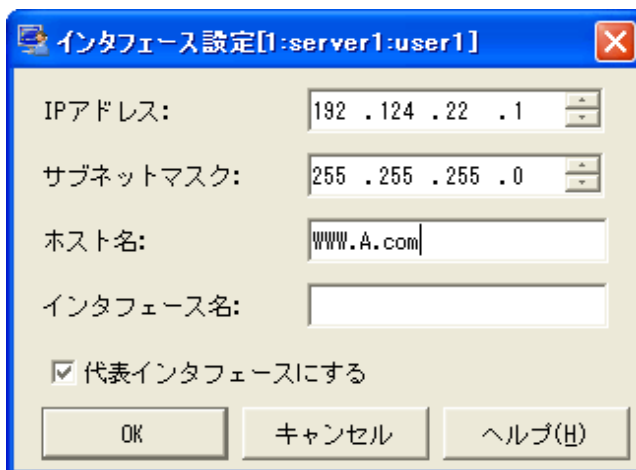 インタフェース設定[1:server1:user1]
IPアドレス: 192 .124 .22 .1
サブネットマスク: 255 .255 .255 .0
ホスト名: WWW.A.com
インタフェース名:
代表インタフェースにする
OK キャンセル ヘルプ(H)